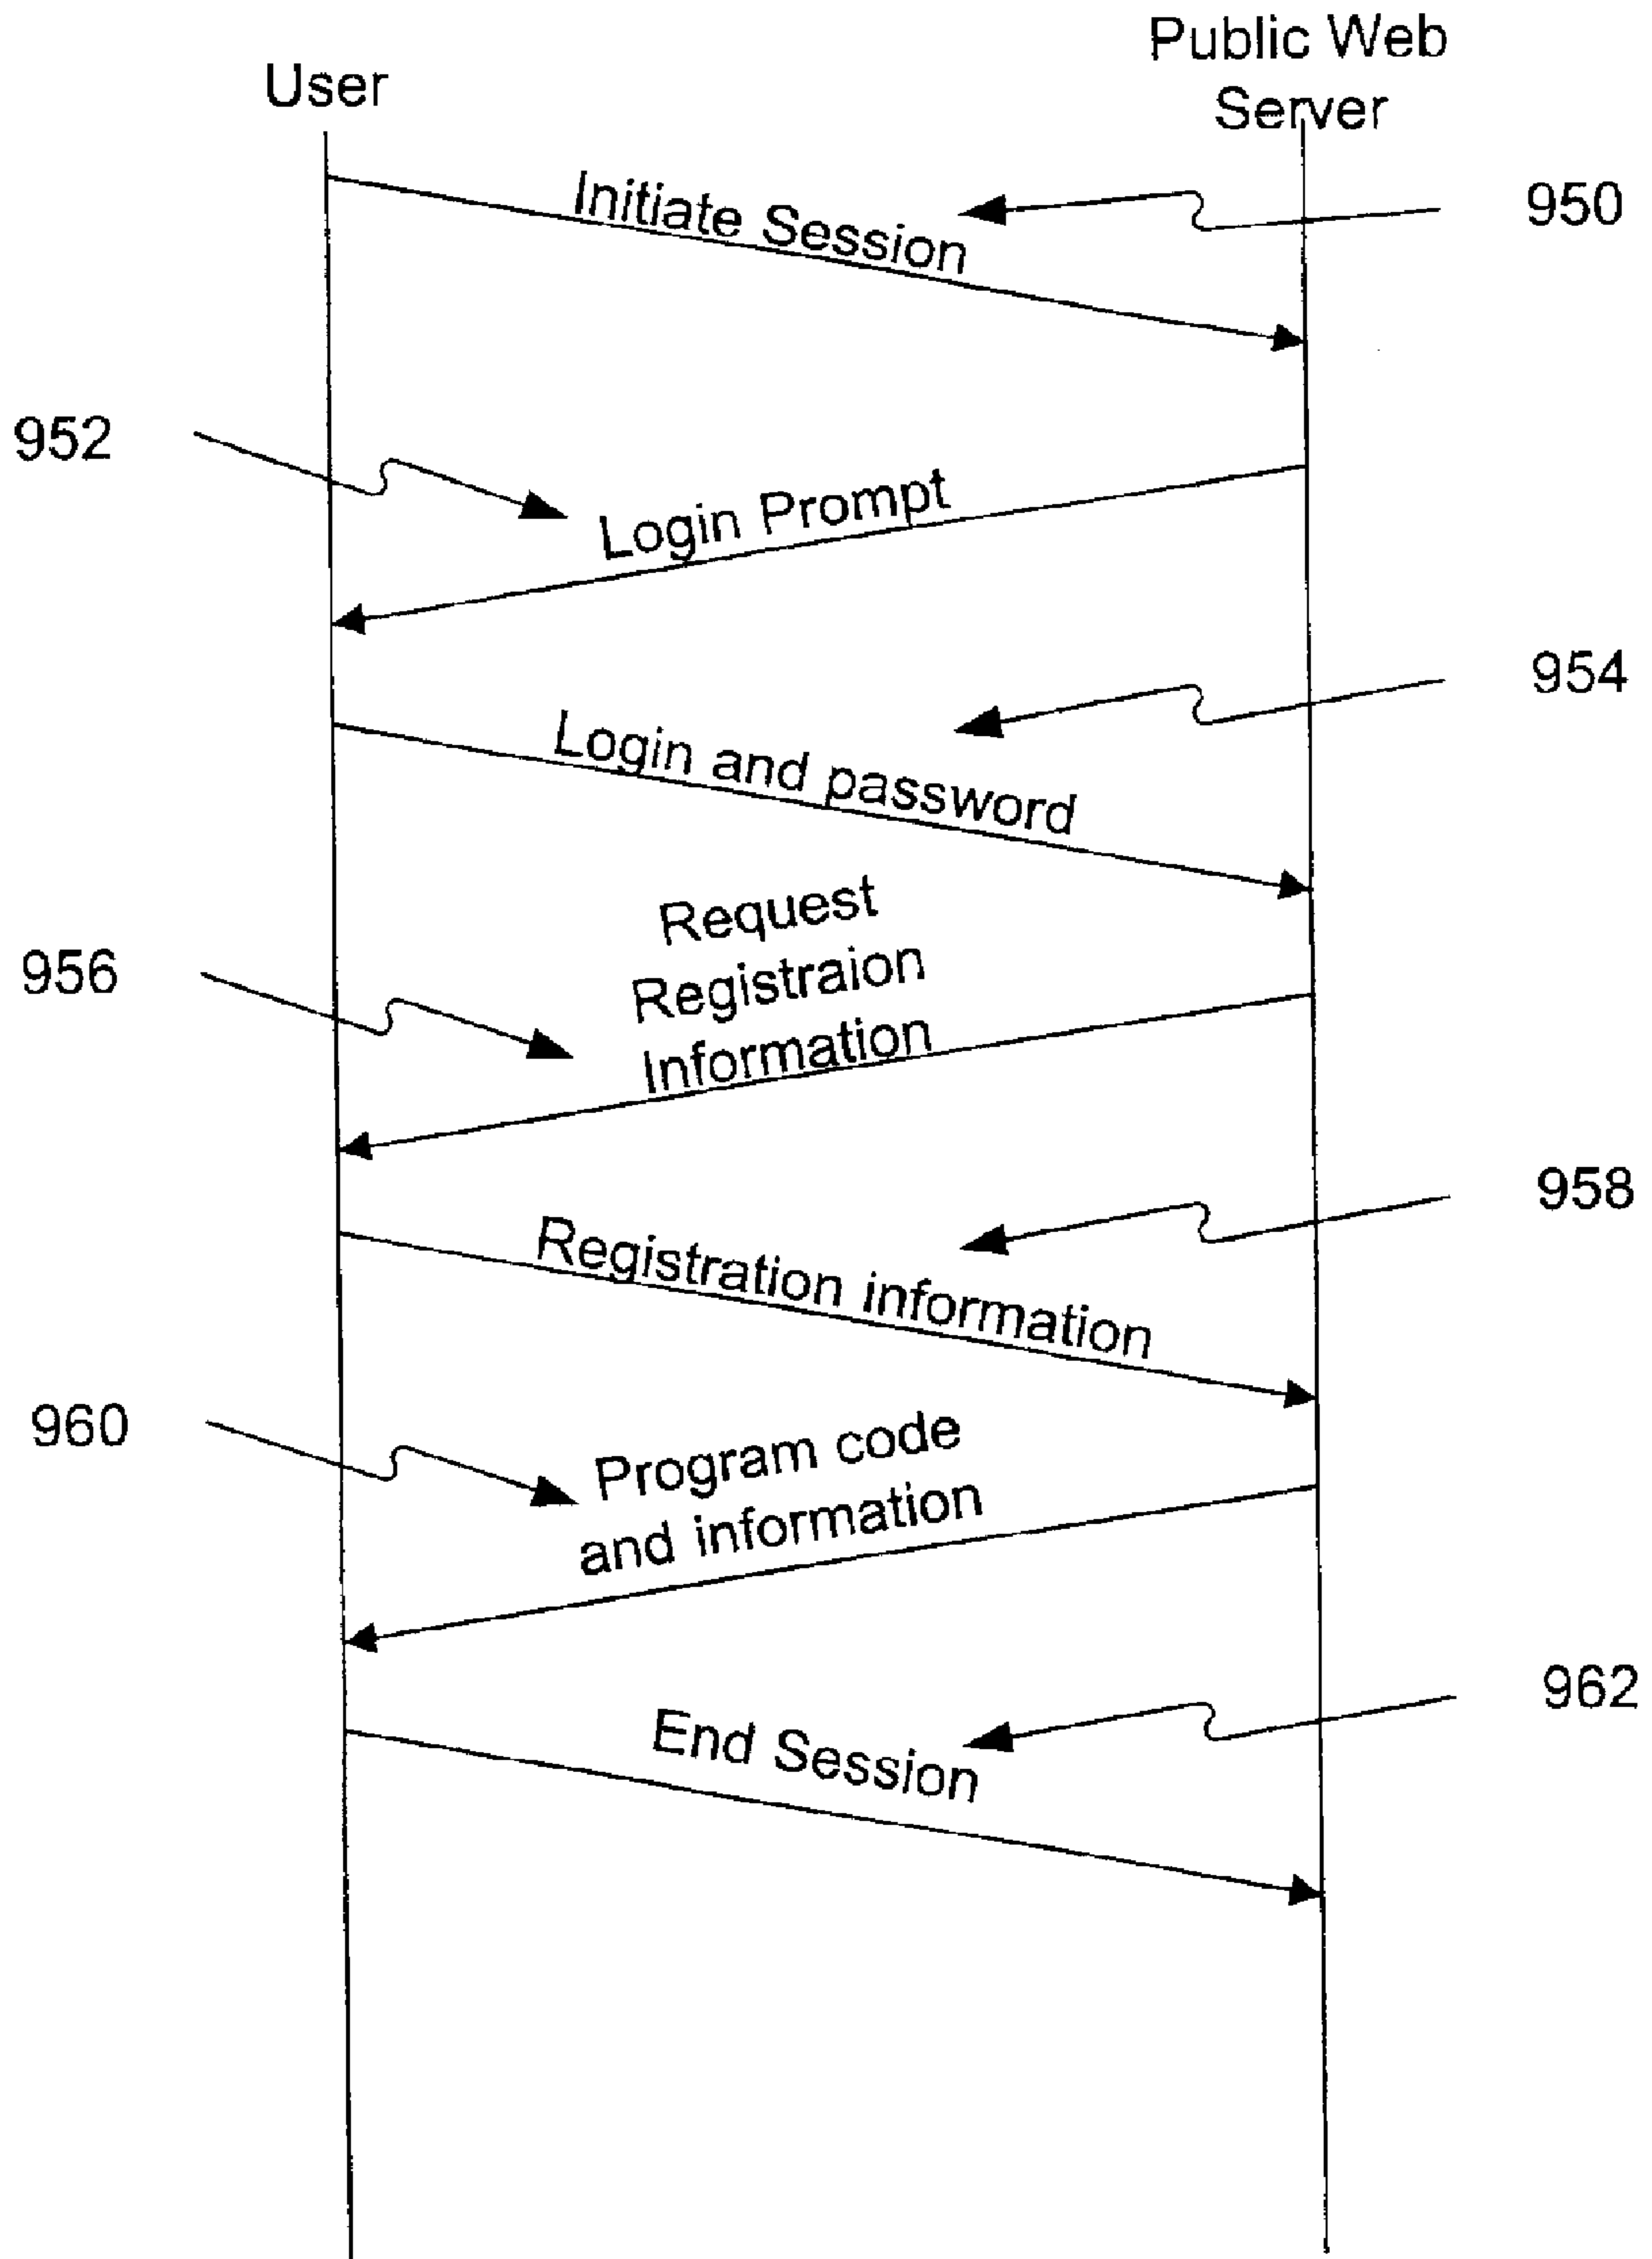 User
Public Web
Server
Initiate Session
950
952
Login Prompt
954
Login and password
Request
Registraion
Information
956
958
Registration information
960
Program code
and information
962
End Session